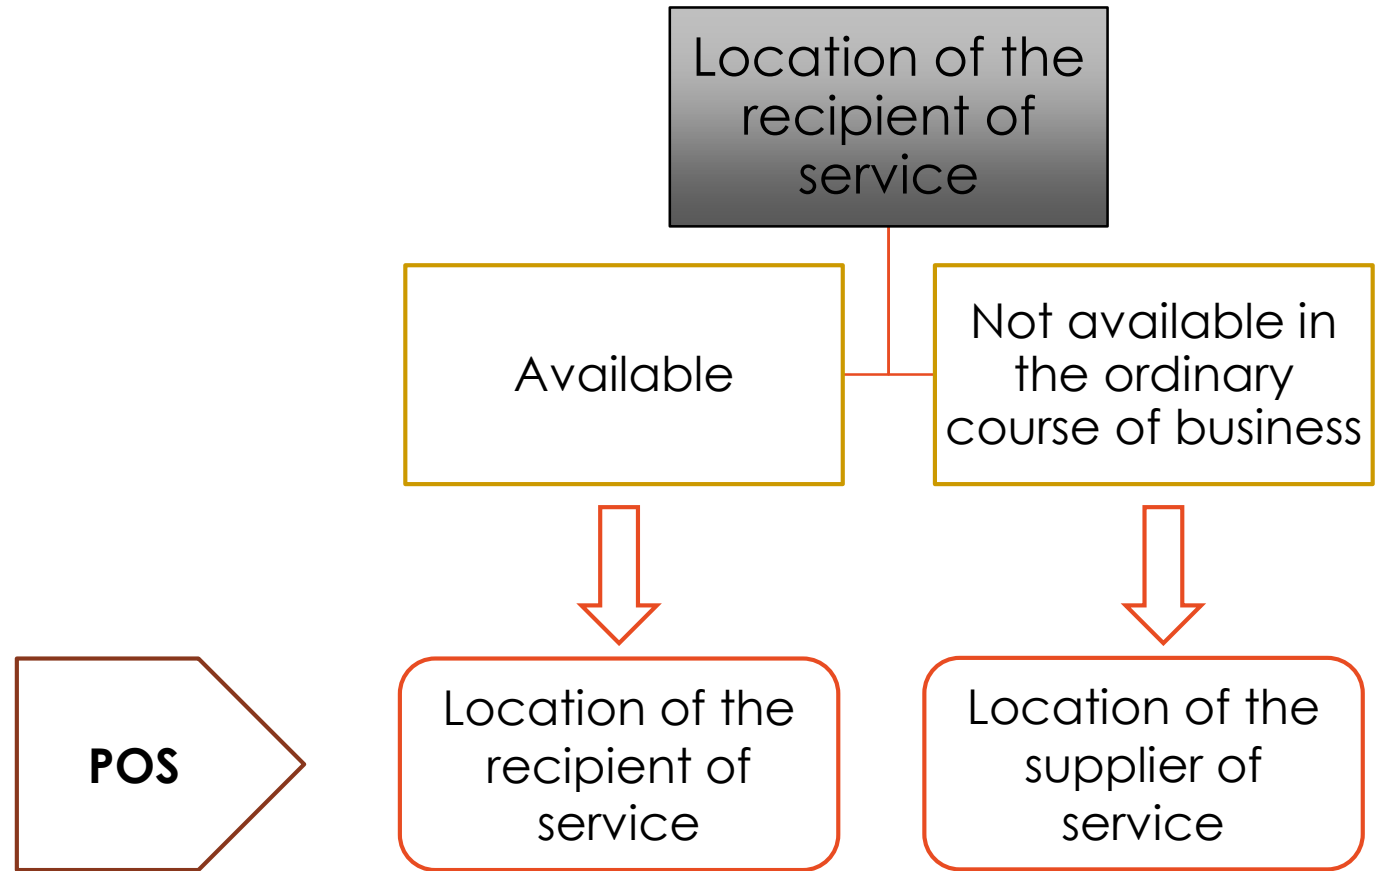 Location of the
recipient of
service
Available
Not available in
the ordinary
course of business
POS
Location of the
recipient of
service
Location of the
supplier of
service